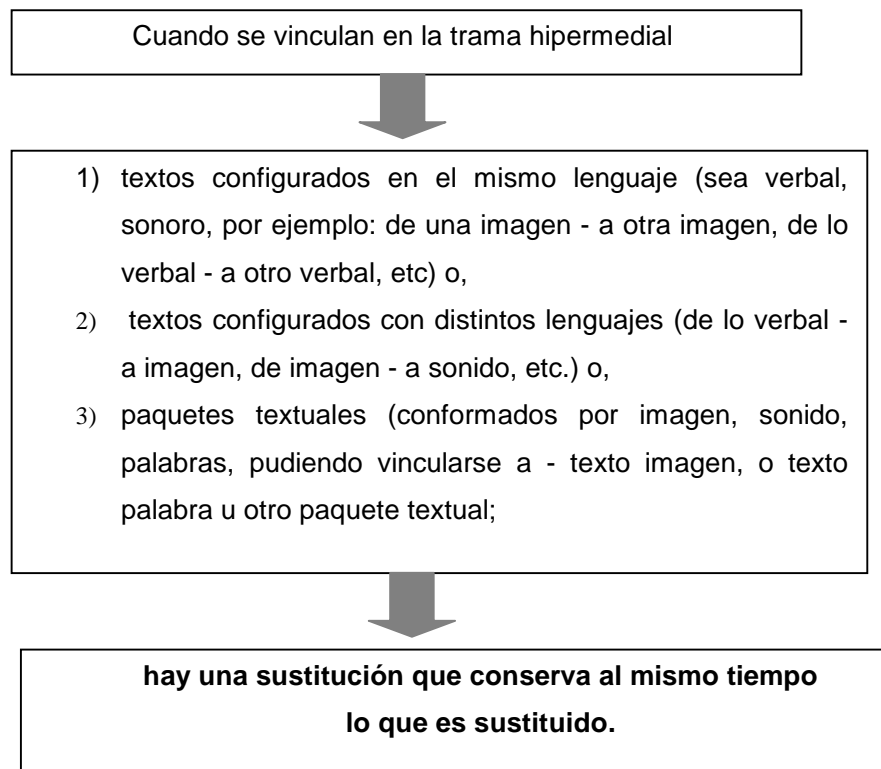 Cuando se vinculan en la trama hipermedial
1) textos configurados en el mismo lenguaje (sea verbal,
sonoro, por ejemplo: de una imagen - a otra imagen, de lo
verbal - a otro verbal, etc) o,
2) textos configurados con distintos lenguajes (de lo verbal -
a imagen, de imagen - a sonido, etc.) o,
3) paquetes textuales (conformados por imagen, sonido,
palabras, pudiendo vincularse a - texto imagen, o texto
palabra u otro paquete textual;
hay una sustitución que conserva al mismo tiempo
lo que es sustituido.